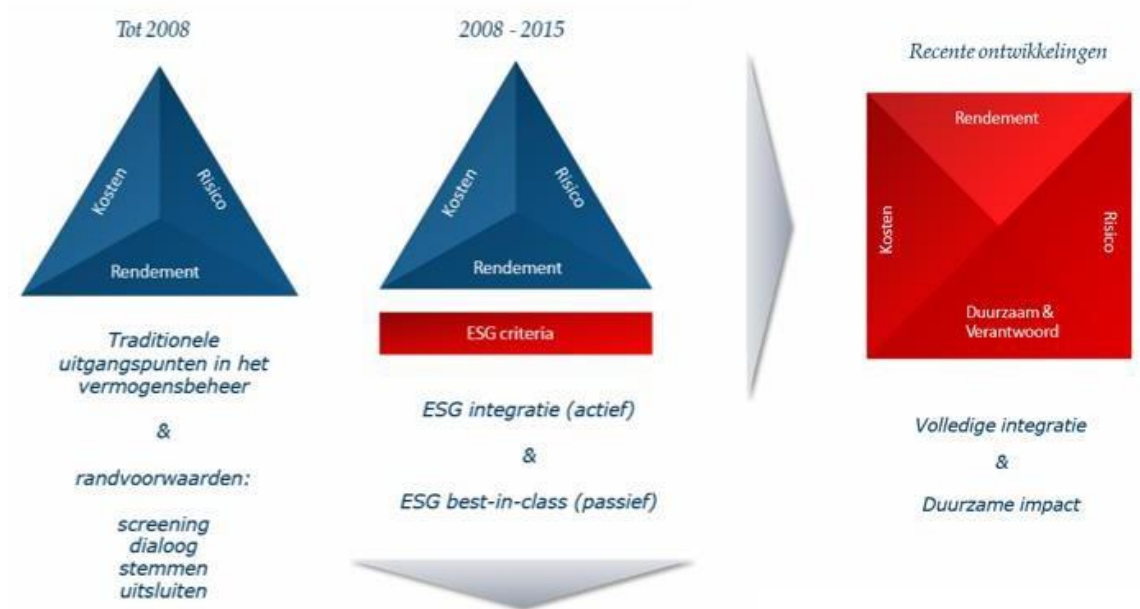 Tot 2008
Kosten
Risico
Rendement
Traditionele
uitgangspunten in het
vermogensbeheer
&
randvoorwaarden:
screening
dialoog
stemmen
uitsluiten
2008 - 2015
Kosten
Risico
Rendement
ESG criteria
ESG integratie (actief)
&
ESG best-in-class (passief)
Recente ontwikkelingen
Rendement
Kosten
Risico
Duurzaam &
Verantwoord
Volledige integratie
&
Duurzame impact